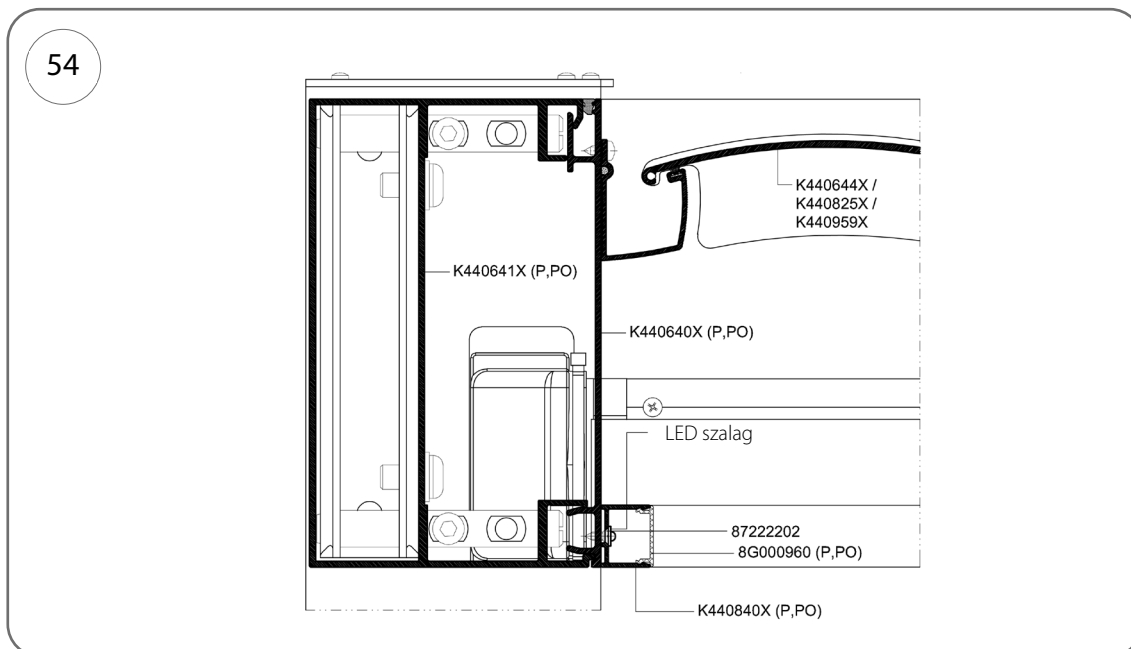 54
K440644X /
K440825X /
K440959X
K440641X (P,PO)
K440640X (P,PO)
LED szalag
87222202
8G000960 (P,PO)
K440840X (P,PO)